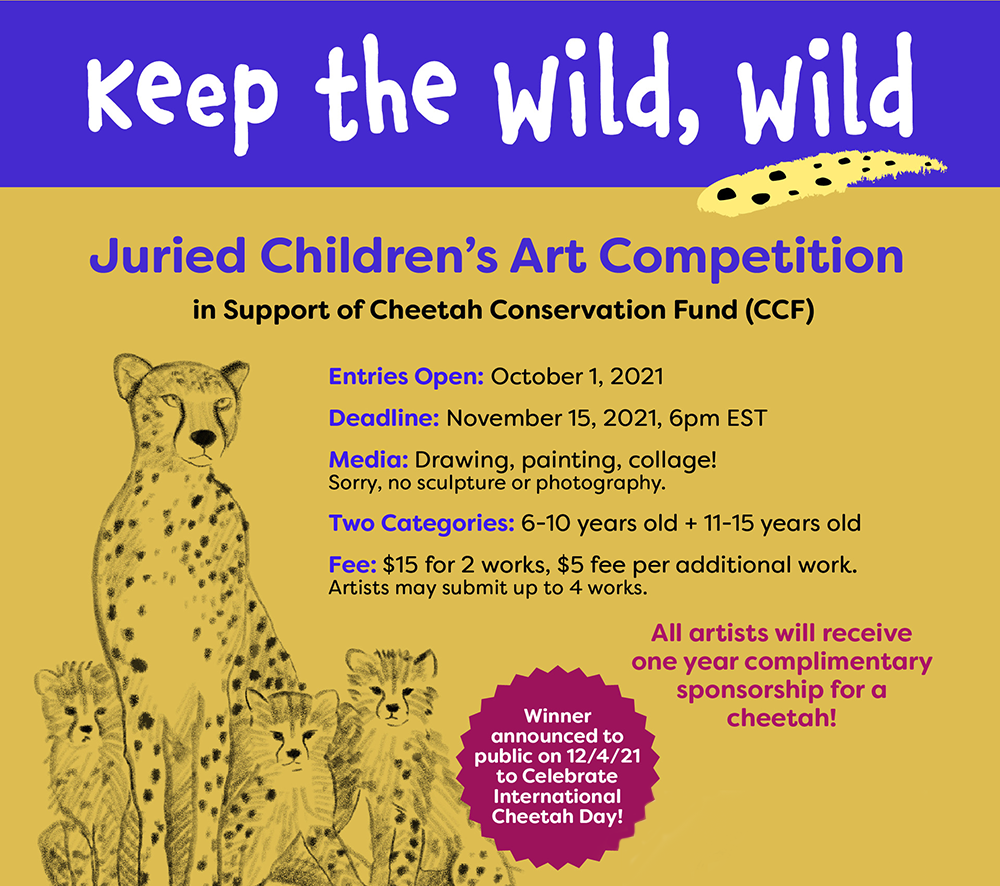 Keep the Wild, Wild
Juried Children’s Art Competition
in Support of Cheetah Conservation Fund (CCF)
Entries Open: October 1, 2021
Deadline: November 15, 2021, 6pm EST
Media: Drawing, painting, collage!
Sorry, no sculpture or photography.
Two Categories: 6-10 years old + 11-15 years old
Fee: $15 for 2 works, $5 fee per additional work.
Artists may submit up to 4 works.
All artists will receive
one year complimentary
sponsorship for a
cheetah!
Winner
announced to
public on 12/4/21
to Celebrate
International
Cheetah Day!